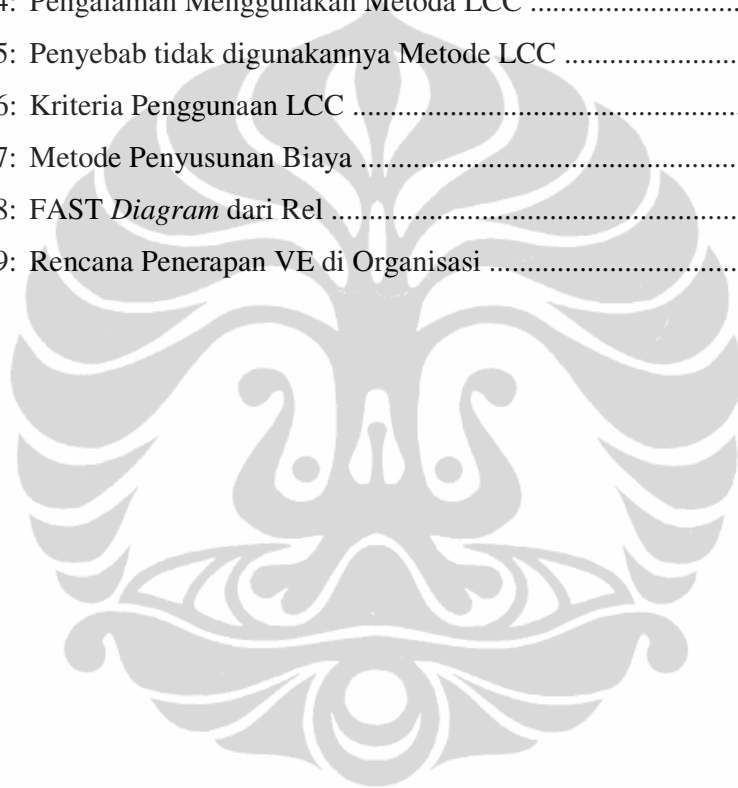 4: Pengalaman Menggunakan Metoda LCC ........................................
5: Penyebab tidak digunakannya Metode LCC ..................................
6: Kriteria Penggunaan LCC ..............................................................
7: Metode Penyusunan Biaya .............................................................
8: FAST Diagram dari Rel .................................................................
9: Rencana Penerapan VE di Organisasi ............................................